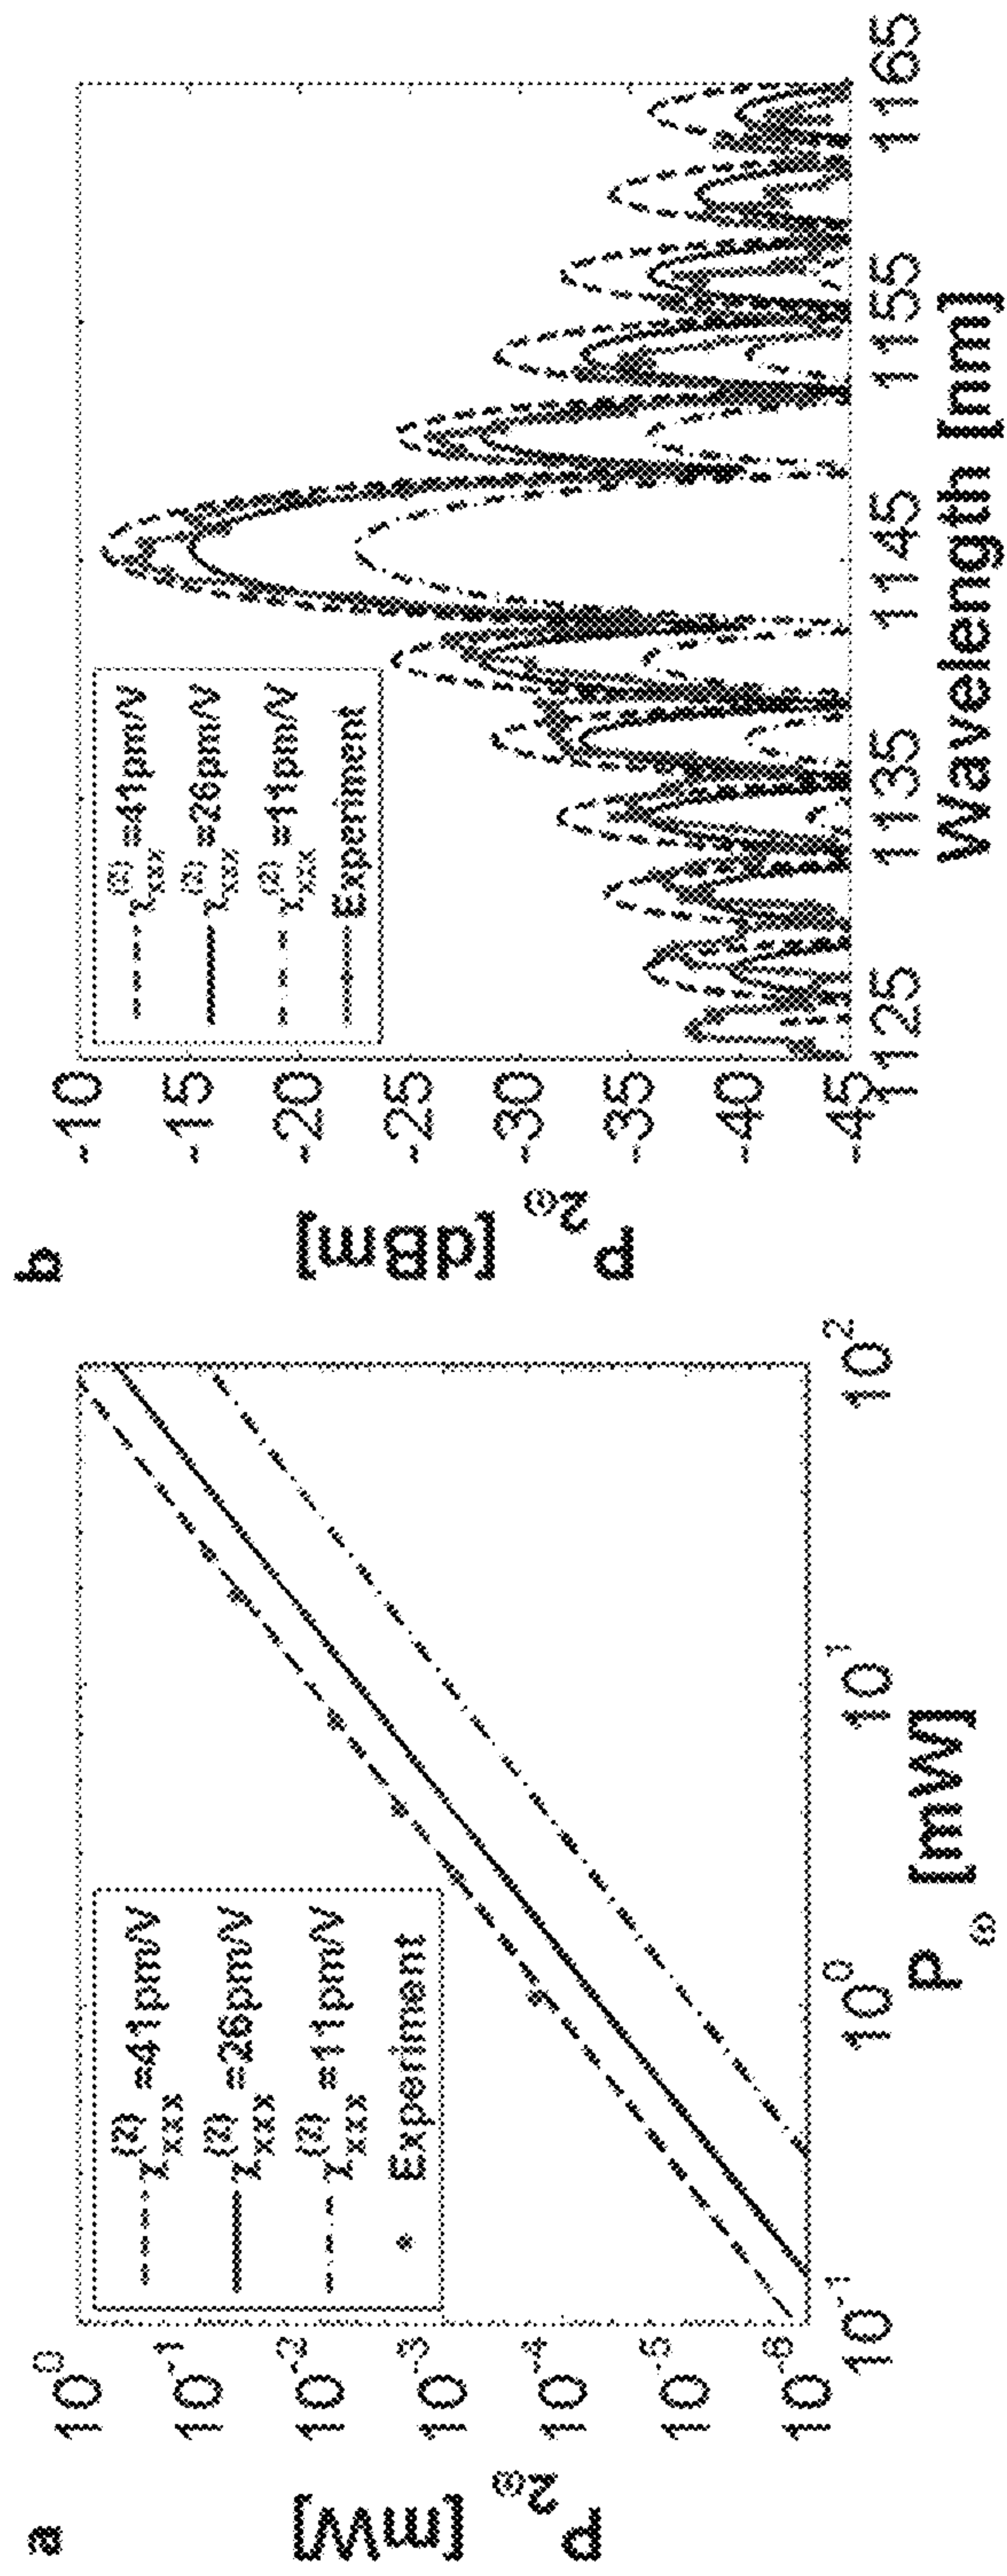 a
P2ω
[mW]
10^0
10^-1
10^-2
10^-3
10^-4
10^-5
10^-6
χ^(2)xxx =41pm/V
χ^(2)xxx =26pm/V
χ^(2)xxx =11pm/V
Experiment
10^-1
10^0
10^1
10^2
Pω [mW]
b
P2ω
[dBm]
-10
-15
-20
-25
-30
-35
-40
-45
χ^(2)xxx =41pm/V
χ^(2)xxx =26pm/V
χ^(2)xxx =11pm/V
Experiment
1125
1135
1145
1155
1165
Wavelength [nm]